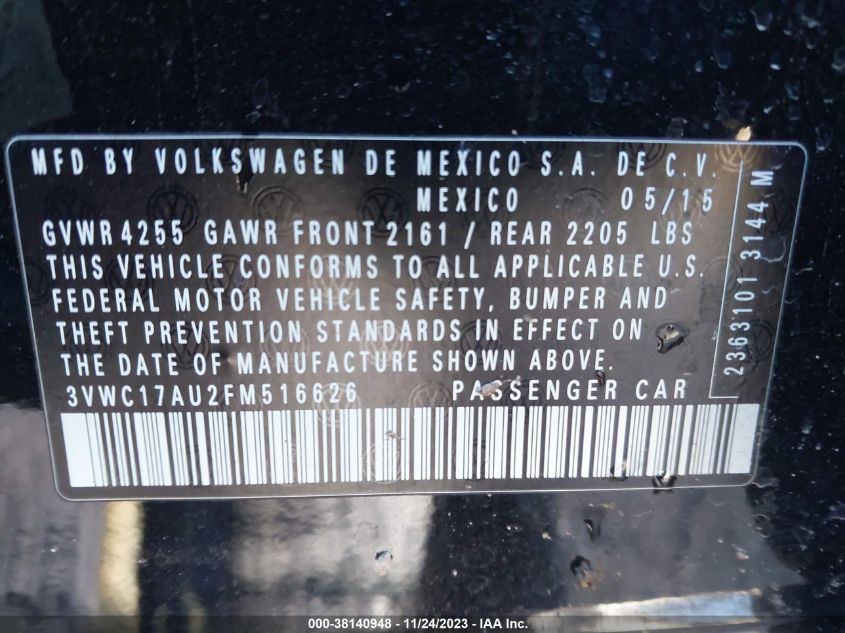 MFD BY VOLKSWAGEN DE MEXICO S.A. DE C.V.
MEXICO 05/15
GVWR 4255 GAWR FRONT 2161 / REAR 2205 LBS
THIS VEHICLE CONFORMS TO ALL APPLICABLE U.S.
FEDERAL MOTOR VEHICLE SAFETY, BUMPER AND
THEFT PREVENTION STANDARDS IN EFFECT ON
THE DATE OF MANUFACTURE SHOWN ABOVE.
3VWC17AU2FM516626 PASSENGER CAR
2363101 3144 M
000-38140948 - 11/24/2023 - IAA Inc.